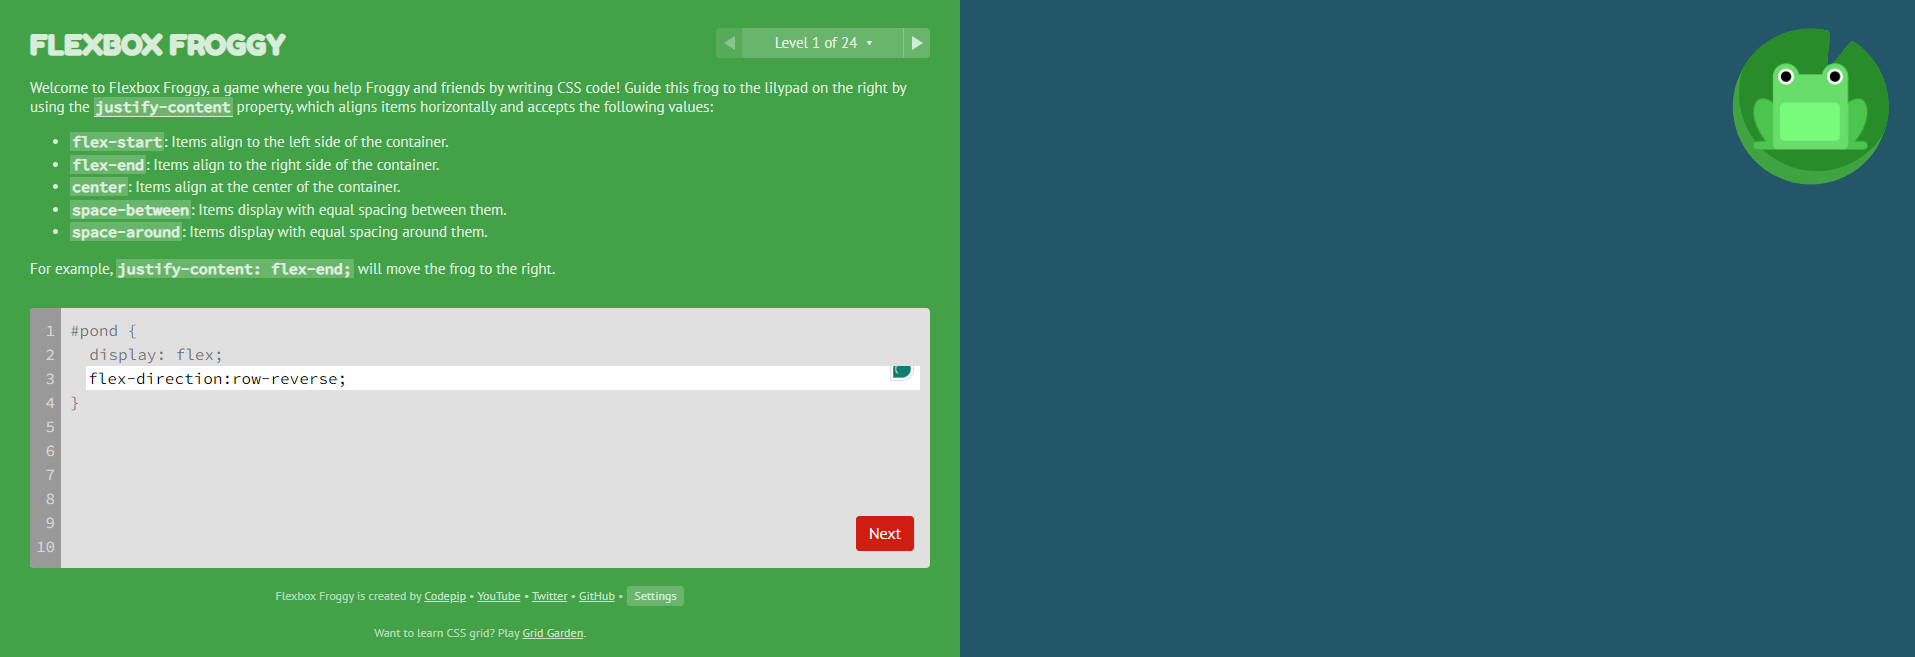 FLEXBOX FROGGY
Level 1 of 24
Welcome to Flexbox Froggy, a game where you help Froggy and friends by writing CSS code! Guide this frog to the lilypad on the right by
using the justify-content property, which aligns items horizontally and accepts the following values:
• flex-start: Items align to the left side of the container.
• flex-end: Items align to the right side of the container.
• center: Items align at the center of the container.
• space-between: Items display with equal spacing between them.
• space-around: Items display with equal spacing around them.
For example, justify-content: flex-end; will move the frog to the right.
1 #pond {
2 display: flex;
3 flex-direction:row-reverse;
4 }
5
6
7
8
9
10
Next
Flexbox Froggy is created by Codepip • YouTube • Twitter • GitHub • Settings
Want to learn CSS grid? Play Grid Garden.